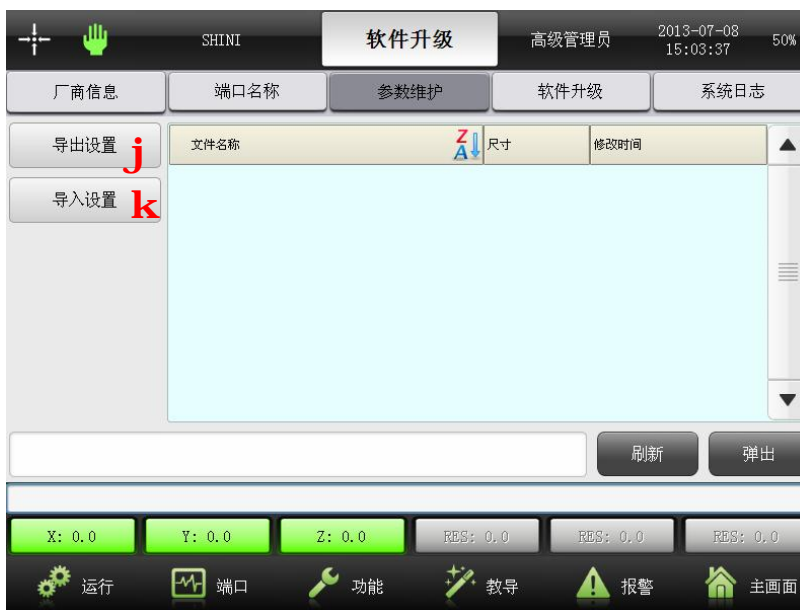 SHINI 软件升级 高级管理员 2013-07-08 15:03:37 50%
厂商信息 端口名称 参数维护 软件升级 系统日志
导出设置 j 文件名称 Z A 尺寸 修改时间
导入设置 k
刷新 弹出
X: 0.0 Y: 0.0 Z: 0.0 RES: 0.0 RES: 0.0 RES: 0.0
运行 端口 功能 教导 报警 主画面